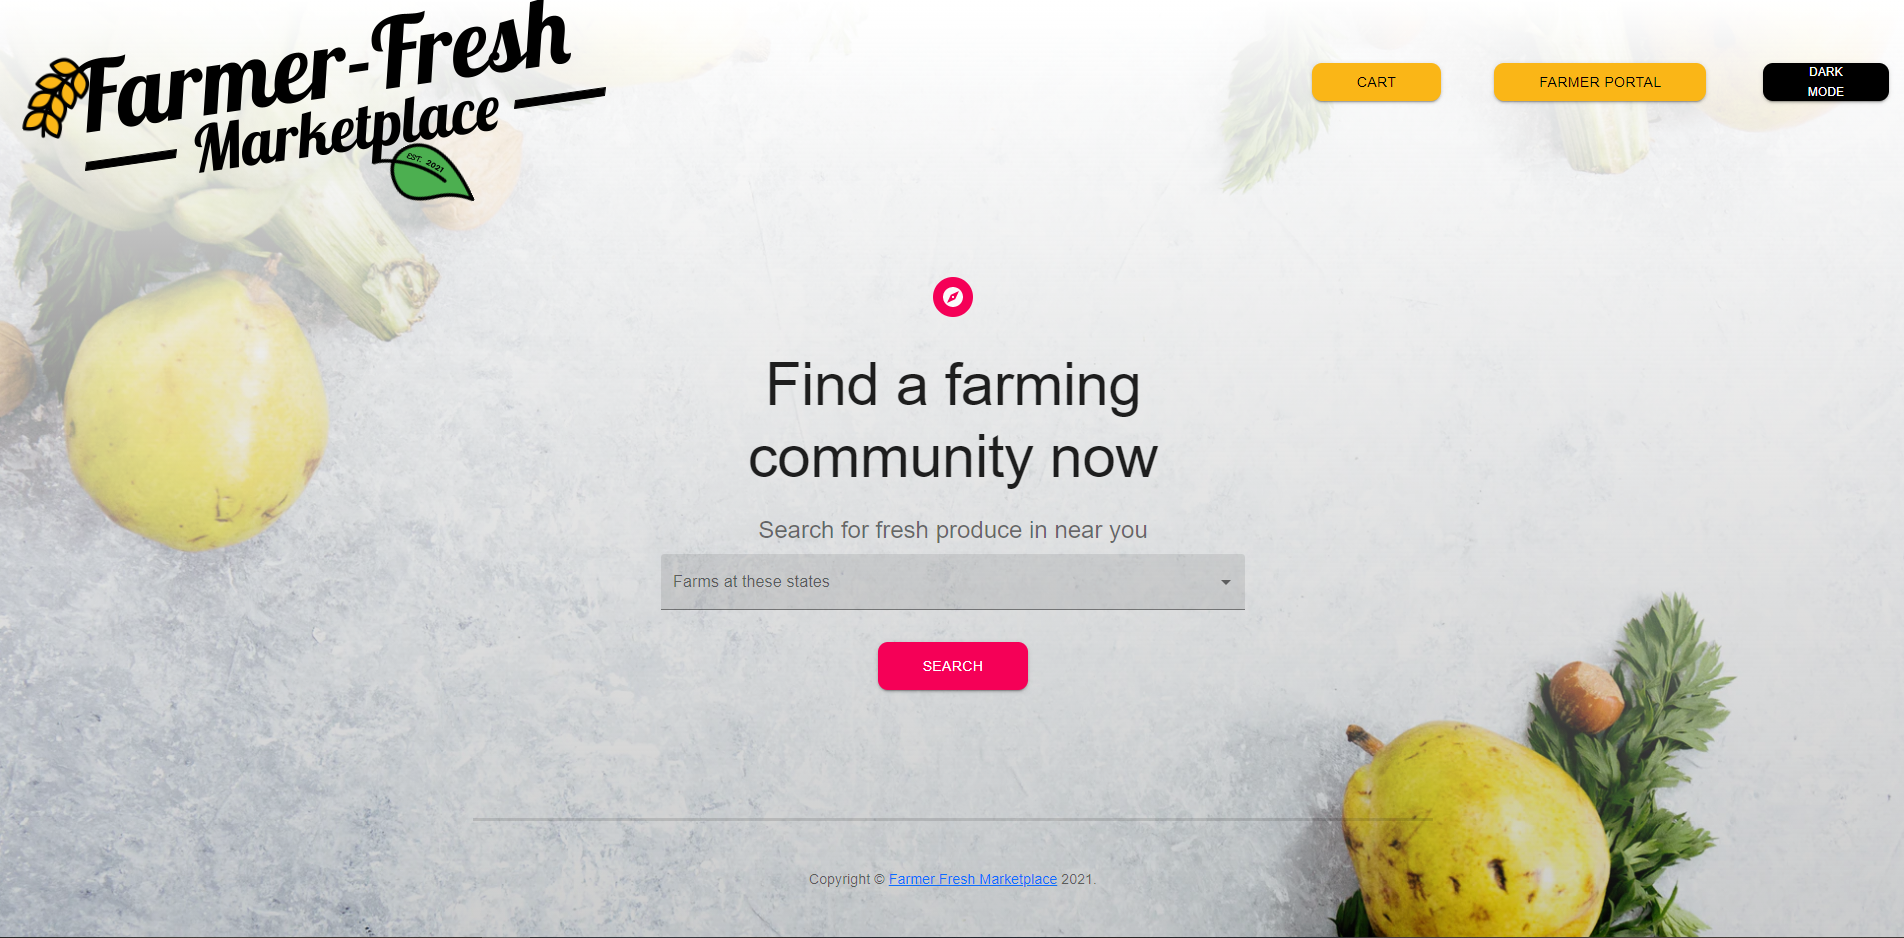 Farmer-Fresh
Marketplace
EST. 2021
CART
FARMER PORTAL
DARK
MODE
Find a farming
community now
Search for fresh produce in near you
Farms at these states
SEARCH
Copyright © Farmer Fresh Marketplace 2021.